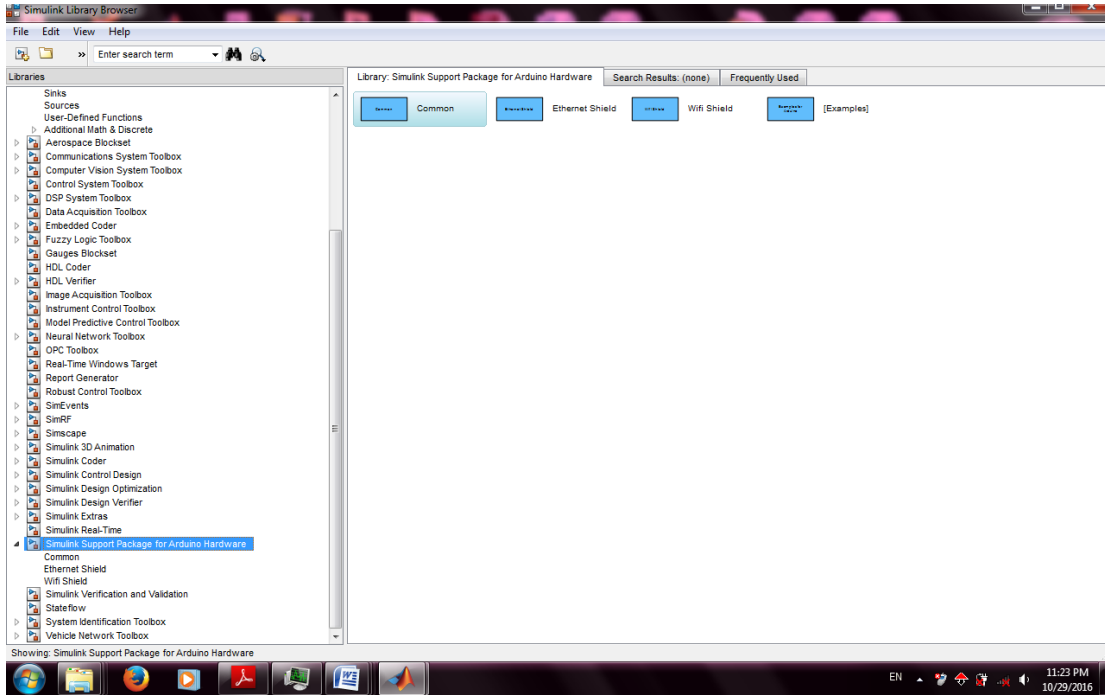 Simulink Library Browser
File Edit View Help
» Enter search term
Libraries
Sinks
Sources
User-Defined Functions
Additional Math & Discrete
Aerospace Blockset
Communications System Toolbox
Computer Vision System Toolbox
Control System Toolbox
DSP System Toolbox
Data Acquisition Toolbox
Embedded Coder
Fuzzy Logic Toolbox
Gauges Blockset
HDL Coder
HDL Verifier
Image Acquisition Toolbox
Instrument Control Toolbox
Model Predictive Control Toolbox
Neural Network Toolbox
OPC Toolbox
Real-Time Windows Target
Report Generator
Robust Control Toolbox
SimEvents
SimRF
Simscape
Simulink 3D Animation
Simulink Coder
Simulink Control Design
Simulink Design Optimization
Simulink Design Verifier
Simulink Extras
Simulink Real-Time
Simulink Support Package for Arduino Hardware
Common
Ethernet Shield
Wifi Shield
Simulink Verification and Validation
Stateflow
System Identification Toolbox
Vehicle Network Toolbox
Library: Simulink Support Package for Arduino Hardware Search Results: (none) Frequently Used
Common Common Ethernet Shield Wifi Shield [Examples]
Showing: Simulink Support Package for Arduino Hardware
EN 11:23 PM
10/29/2016